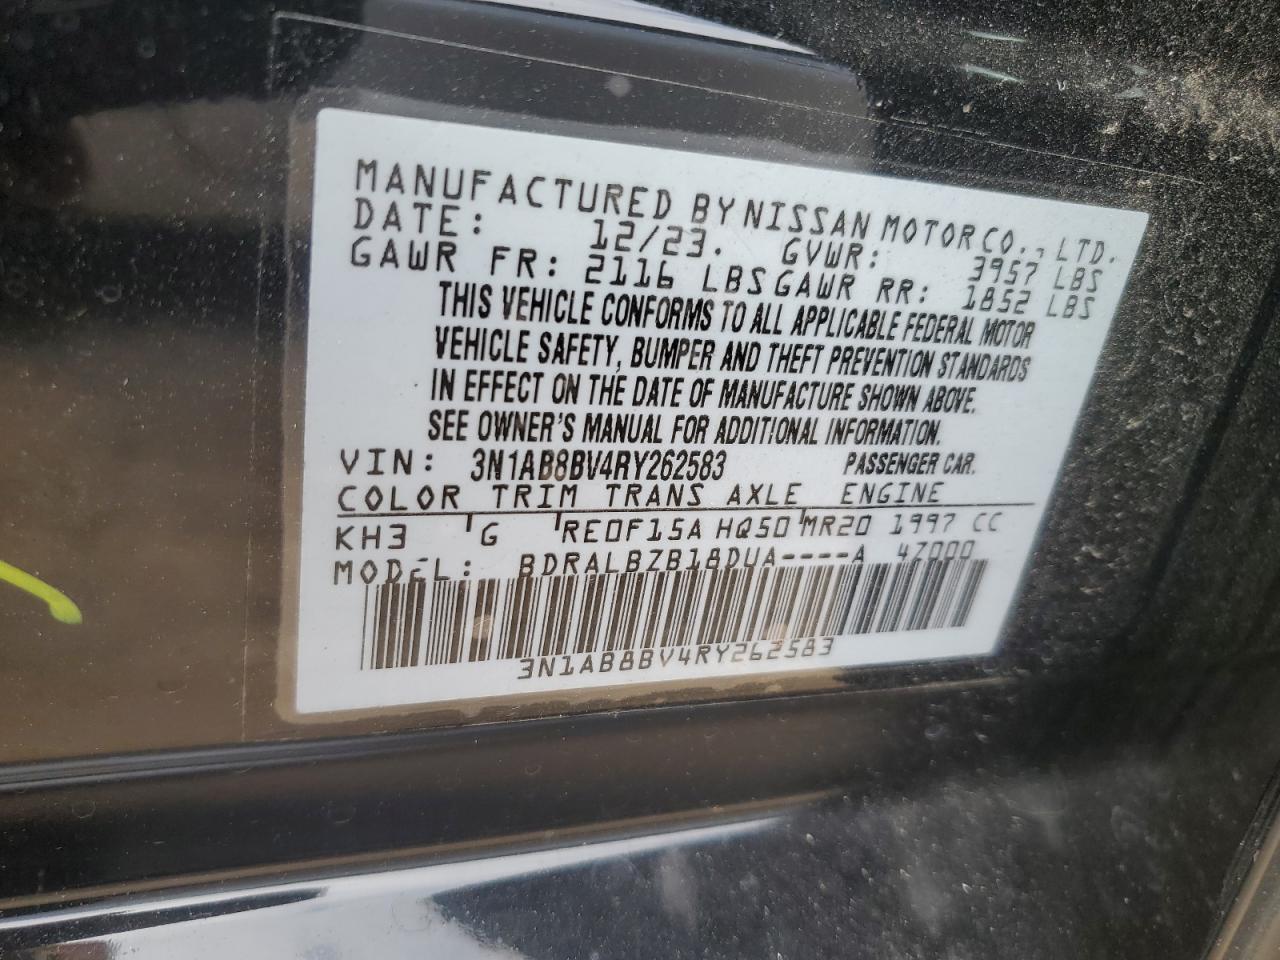 MANUFACTURED BY NISSAN MOTOR CO., LTD.
DATE: 12/23. GVWR: 3957 LBS
GAWR FR: 2116 LBS GAWR RR: 1852 LBS
THIS VEHICLE CONFORMS TO ALL APPLICABLE FEDERAL MOTOR
VEHICLE SAFETY, BUMPER AND THEFT PREVENTION STANDARDS
IN EFFECT ON THE DATE OF MANUFACTURE SHOWN ABOVE.
SEE OWNER'S MANUAL FOR ADDITIONAL INFORMATION.
VIN: 3N1AB8BV4RY262583 PASSENGER CAR.
COLOR TRIM TRANS AXLE ENGINE
KH3 G RE0F15A HQ50 MR20 1997 CC
MODEL: BDRALBZB18DUA----A 4Z000
3N1AB8BV4RY262583